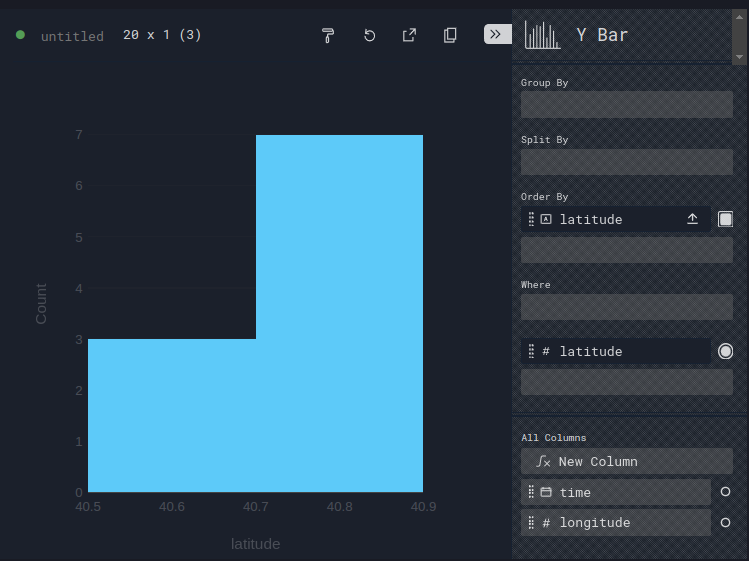 untitled 20 x 1 (3)
Y Bar
Group By
Split By
Order By
A latitude
Where
# latitude
All Columns
New Column
time
# longitude
Count
7
6
5
4
3
2
1
0
40.5 40.6 40.7 40.8 40.9
latitude